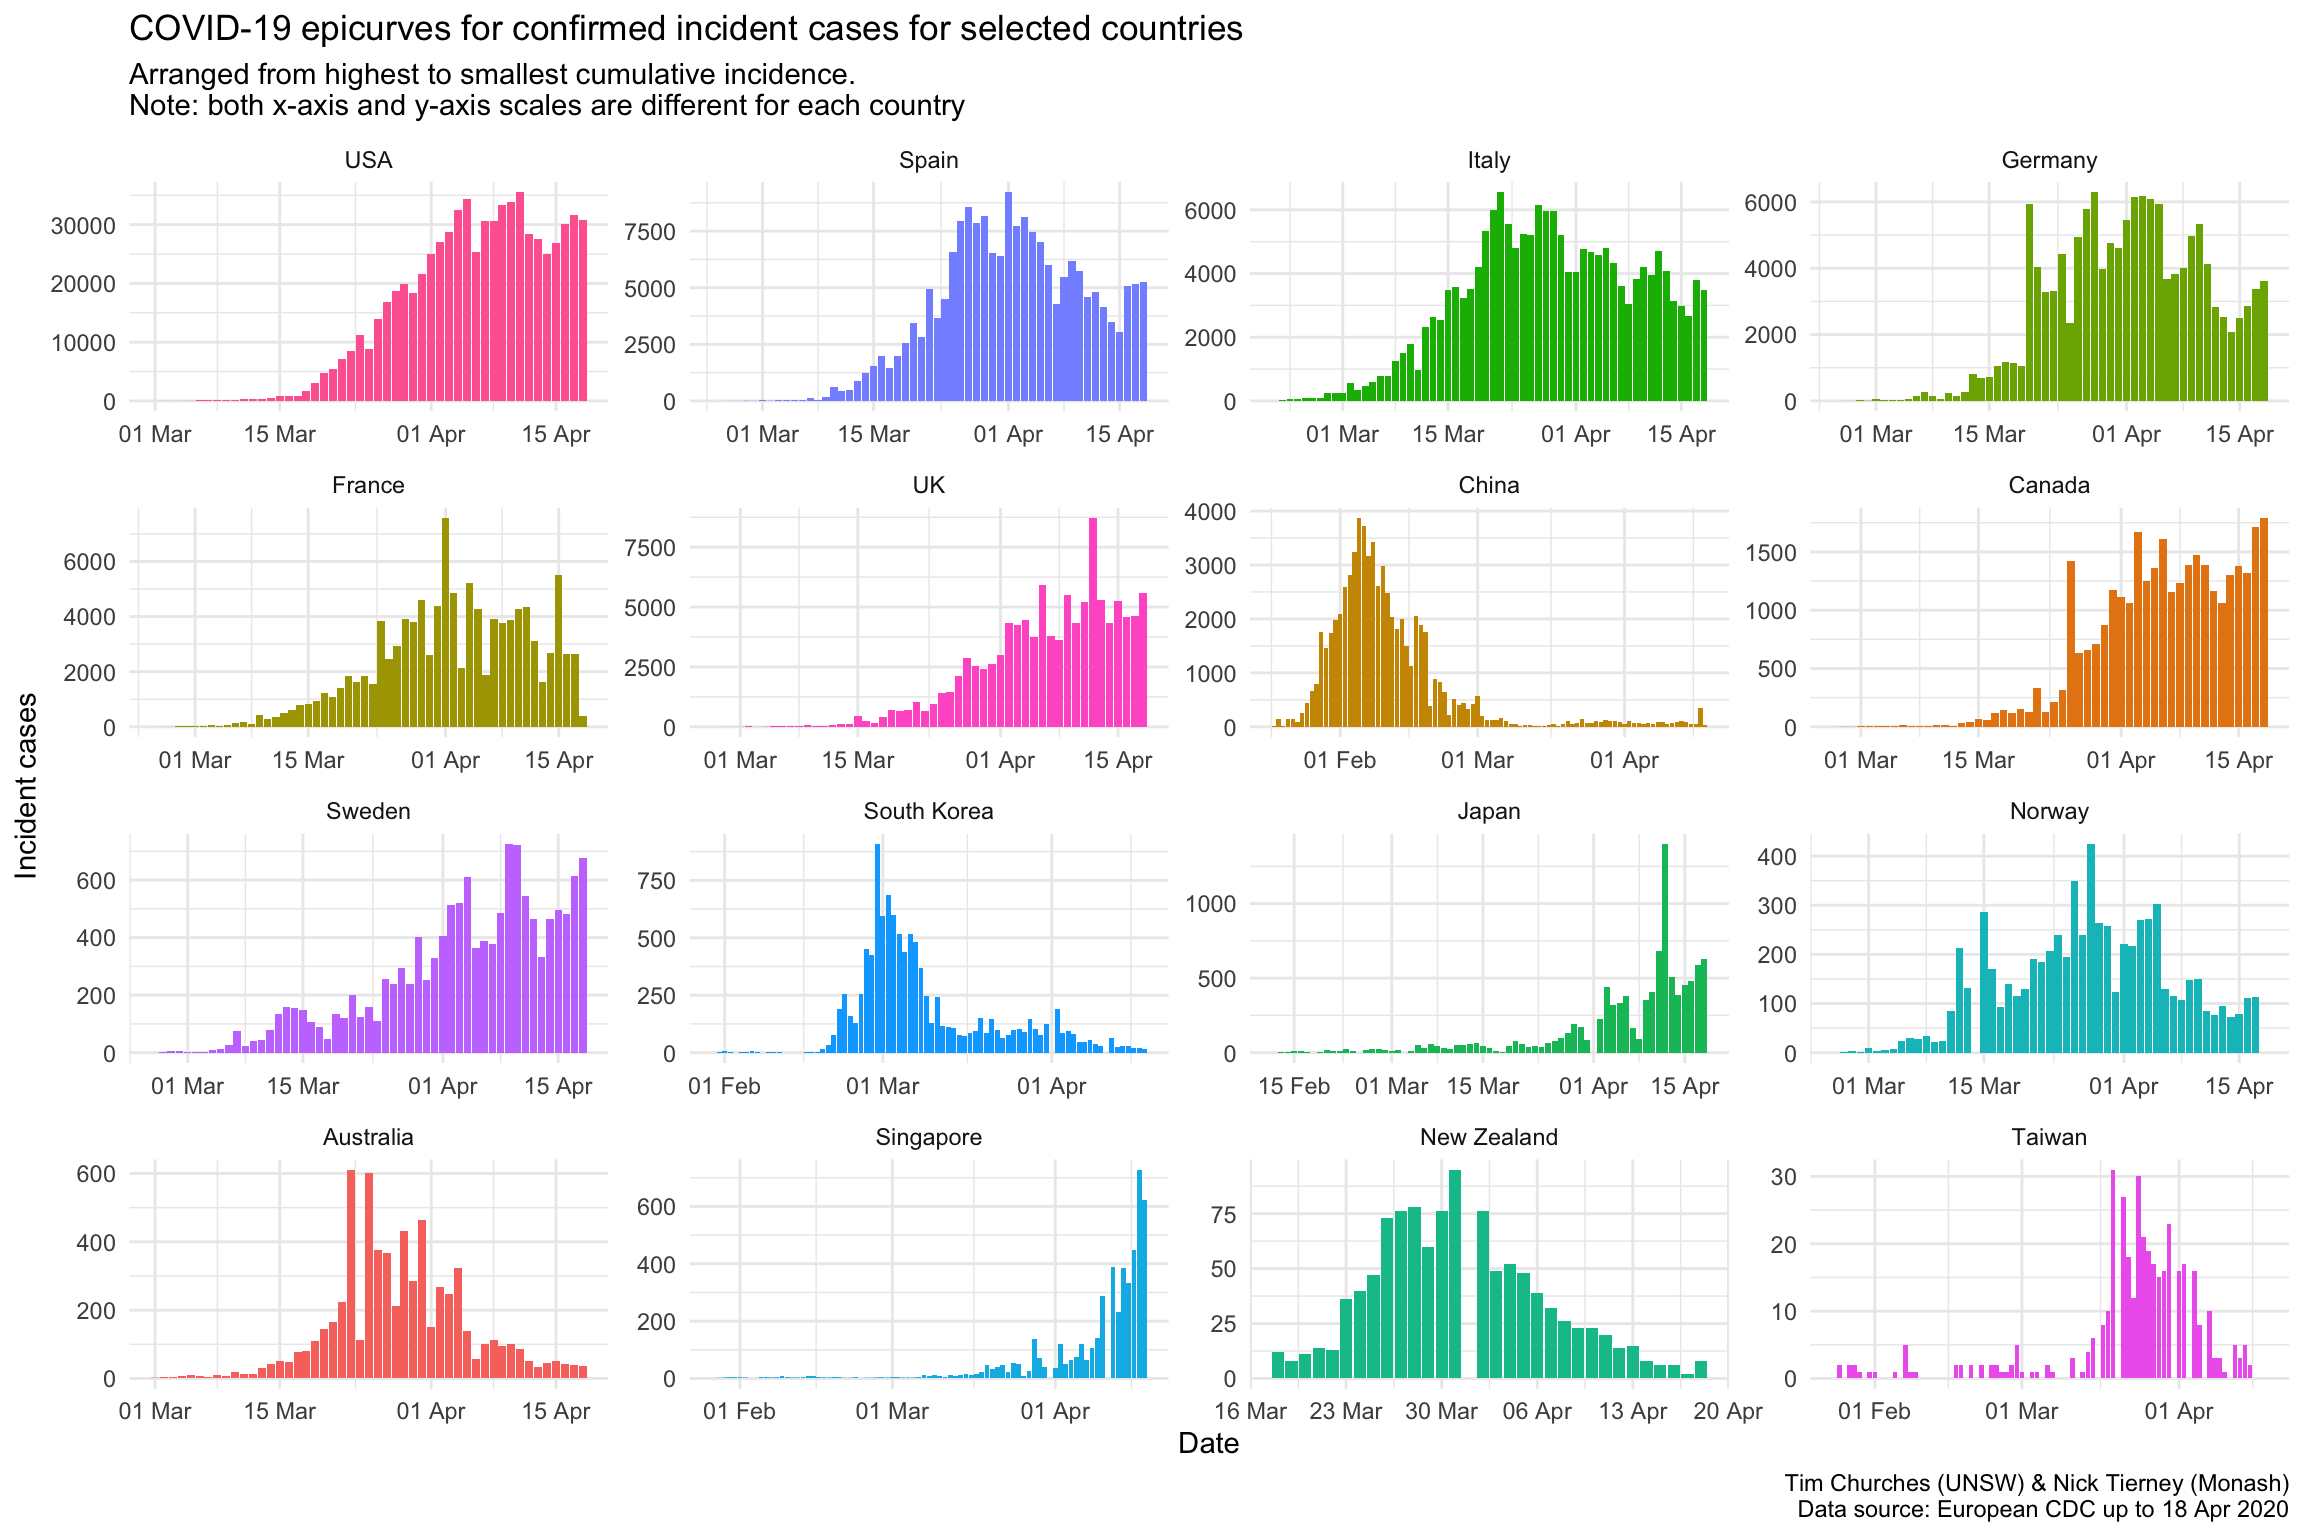 COVID-19 epicurves for confirmed incident cases for selected countries
Arranged from highest to smallest cumulative incidence.
Note: both x-axis and y-axis scales are different for each country
Incident cases
USA
30000
20000
10000
0
01 Mar 15 Mar 01 Apr 15 Apr
Spain
7500
5000
2500
0
01 Mar 15 Mar 01 Apr 15 Apr
Italy
6000
4000
2000
0
01 Mar 15 Mar 01 Apr 15 Apr
Germany
6000
4000
2000
0
01 Mar 15 Mar 01 Apr 15 Apr
France
6000
4000
2000
0
01 Mar 15 Mar 01 Apr 15 Apr
UK
7500
5000
2500
0
01 Mar 15 Mar 01 Apr 15 Apr
China
4000
3000
2000
1000
0
01 Feb 01 Mar 01 Apr
Canada
1500
1000
500
0
01 Mar 15 Mar 01 Apr 15 Apr
Sweden
600
400
200
0
01 Mar 15 Mar 01 Apr 15 Apr
South Korea
750
500
250
0
01 Feb 01 Mar 01 Apr
Japan
1000
500
0
15 Feb 01 Mar 15 Mar 01 Apr 15 Apr
Norway
400
300
200
100
0
01 Mar 15 Mar 01 Apr 15 Apr
Australia
600
400
200
0
01 Mar 15 Mar 01 Apr 15 Apr
Singapore
600
400
200
0
01 Feb 01 Mar 01 Apr
New Zealand
75
50
25
0
16 Mar 23 Mar 30 Mar 06 Apr 13 Apr 20 Apr
Taiwan
30
20
10
0
01 Feb 01 Mar 01 Apr
Date
Tim Churches (UNSW) & Nick Tierney (Monash)
Data source: European CDC up to 18 Apr 2020